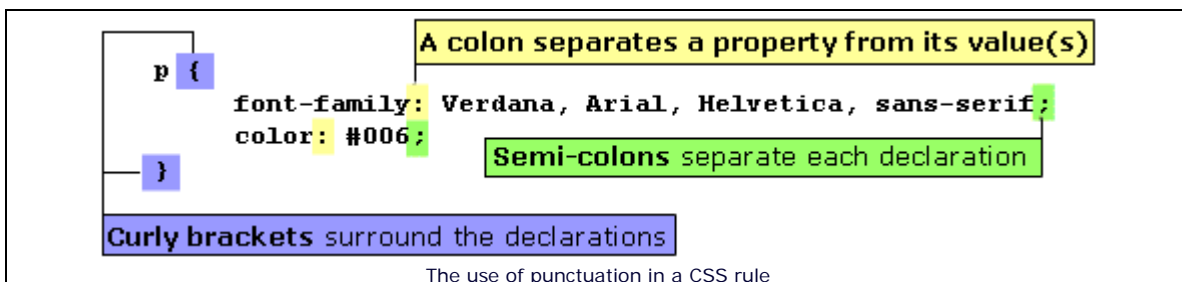 A colon separates a property from its value(s)
p {
font-family: Verdana, Arial, Helvetica, sans-serif;
color: #006;
Semi-colons separate each declaration
}
Curly brackets surround the declarations
The use of punctuation in a CSS rule